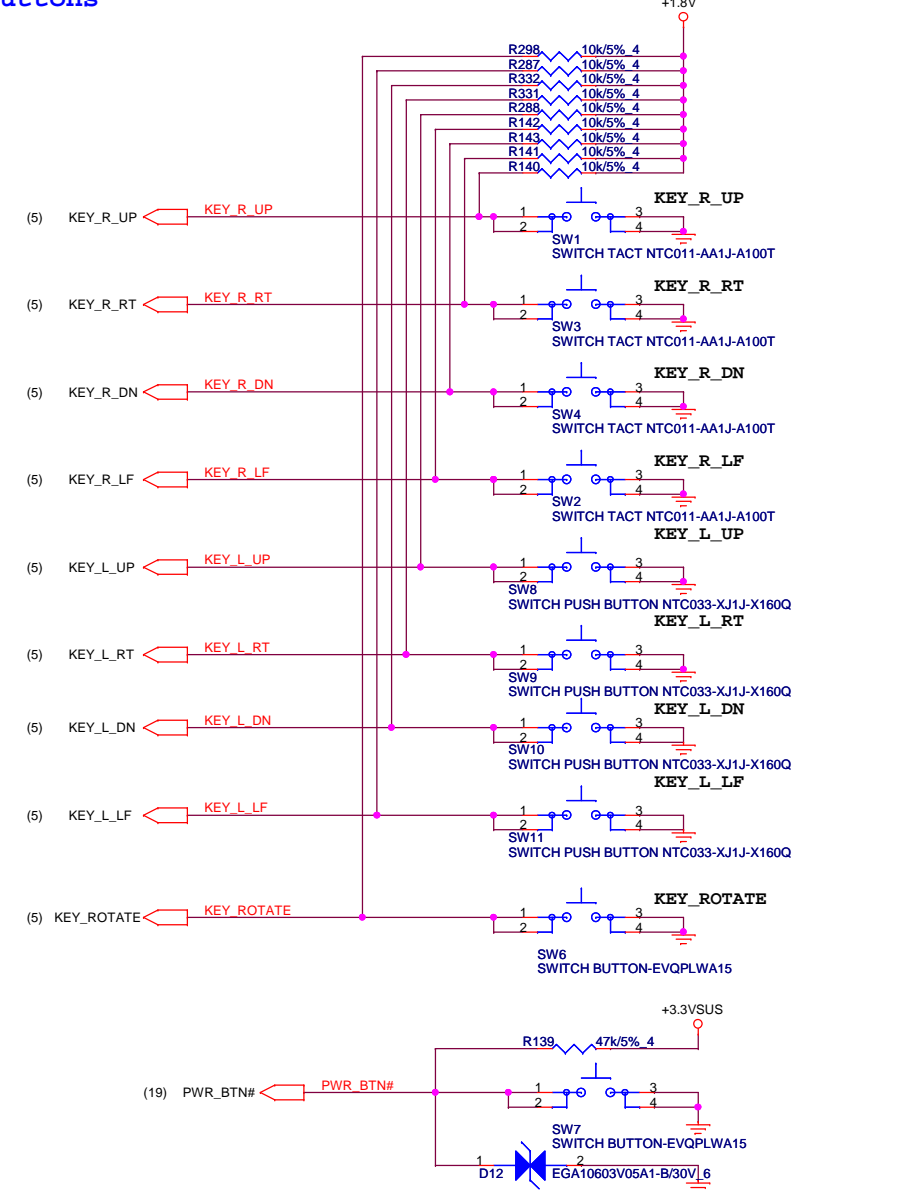 +1.8V
R298 10k/5%_4
R287 10k/5%_4
R332 10k/5%_4
R331 10k/5%_4
R288 10k/5%_4
R142 10k/5%_4
R143 10k/5%_4
R141 10k/5%_4
R140 10k/5%_4
KEY_R_UP
(5) KEY_R_UP KEY_R_UP 1 3
2 4
SW1
SWITCH TACT NTC011-AA1J-A100T
KEY_R_RT
(5) KEY_R_RT KEY_R_RT 1 3
2 4
SW3
SWITCH TACT NTC011-AA1J-A100T
KEY_R_DN
(5) KEY_R_DN KEY_R_DN 1 3
2 4
SW4
SWITCH TACT NTC011-AA1J-A100T
KEY_R_LF
(5) KEY_R_LF KEY_R_LF 1 3
2 4
SW2
SWITCH TACT NTC011-AA1J-A100T
KEY_L_UP
(5) KEY_L_UP KEY_L_UP 1 3
2 4
SW8
SWITCH PUSH BUTTON NTC033-XJ1J-X160Q
KEY_L_RT
(5) KEY_L_RT KEY_L_RT 1 3
2 4
SW9
SWITCH PUSH BUTTON NTC033-XJ1J-X160Q
KEY_L_DN
(5) KEY_L_DN KEY_L_DN 1 3
2 4
SW10
SWITCH PUSH BUTTON NTC033-XJ1J-X160Q
KEY_L_LF
(5) KEY_L_LF KEY_L_LF 1 3
2 4
SW11
SWITCH PUSH BUTTON NTC033-XJ1J-X160Q
KEY_ROTATE
(5) KEY_ROTATE KEY_ROTATE 1 3
2 4
SW6
SWITCH BUTTON-EVQPLWA15
+3.3VSUS
R139 47k/5%_4
(19) PWR_BTN# PWR_BTN# 1 3
2 4
SW7
SWITCH BUTTON-EVQPLWA15
1 2
D12 EGA10603V05A1-B/30V_6